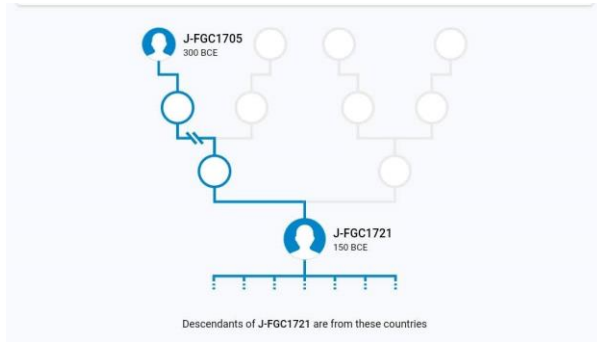 J-FGC1705
300 BCE
J-FGC1721
150 BCE
Descendants of J-FGC1721 are from these countries